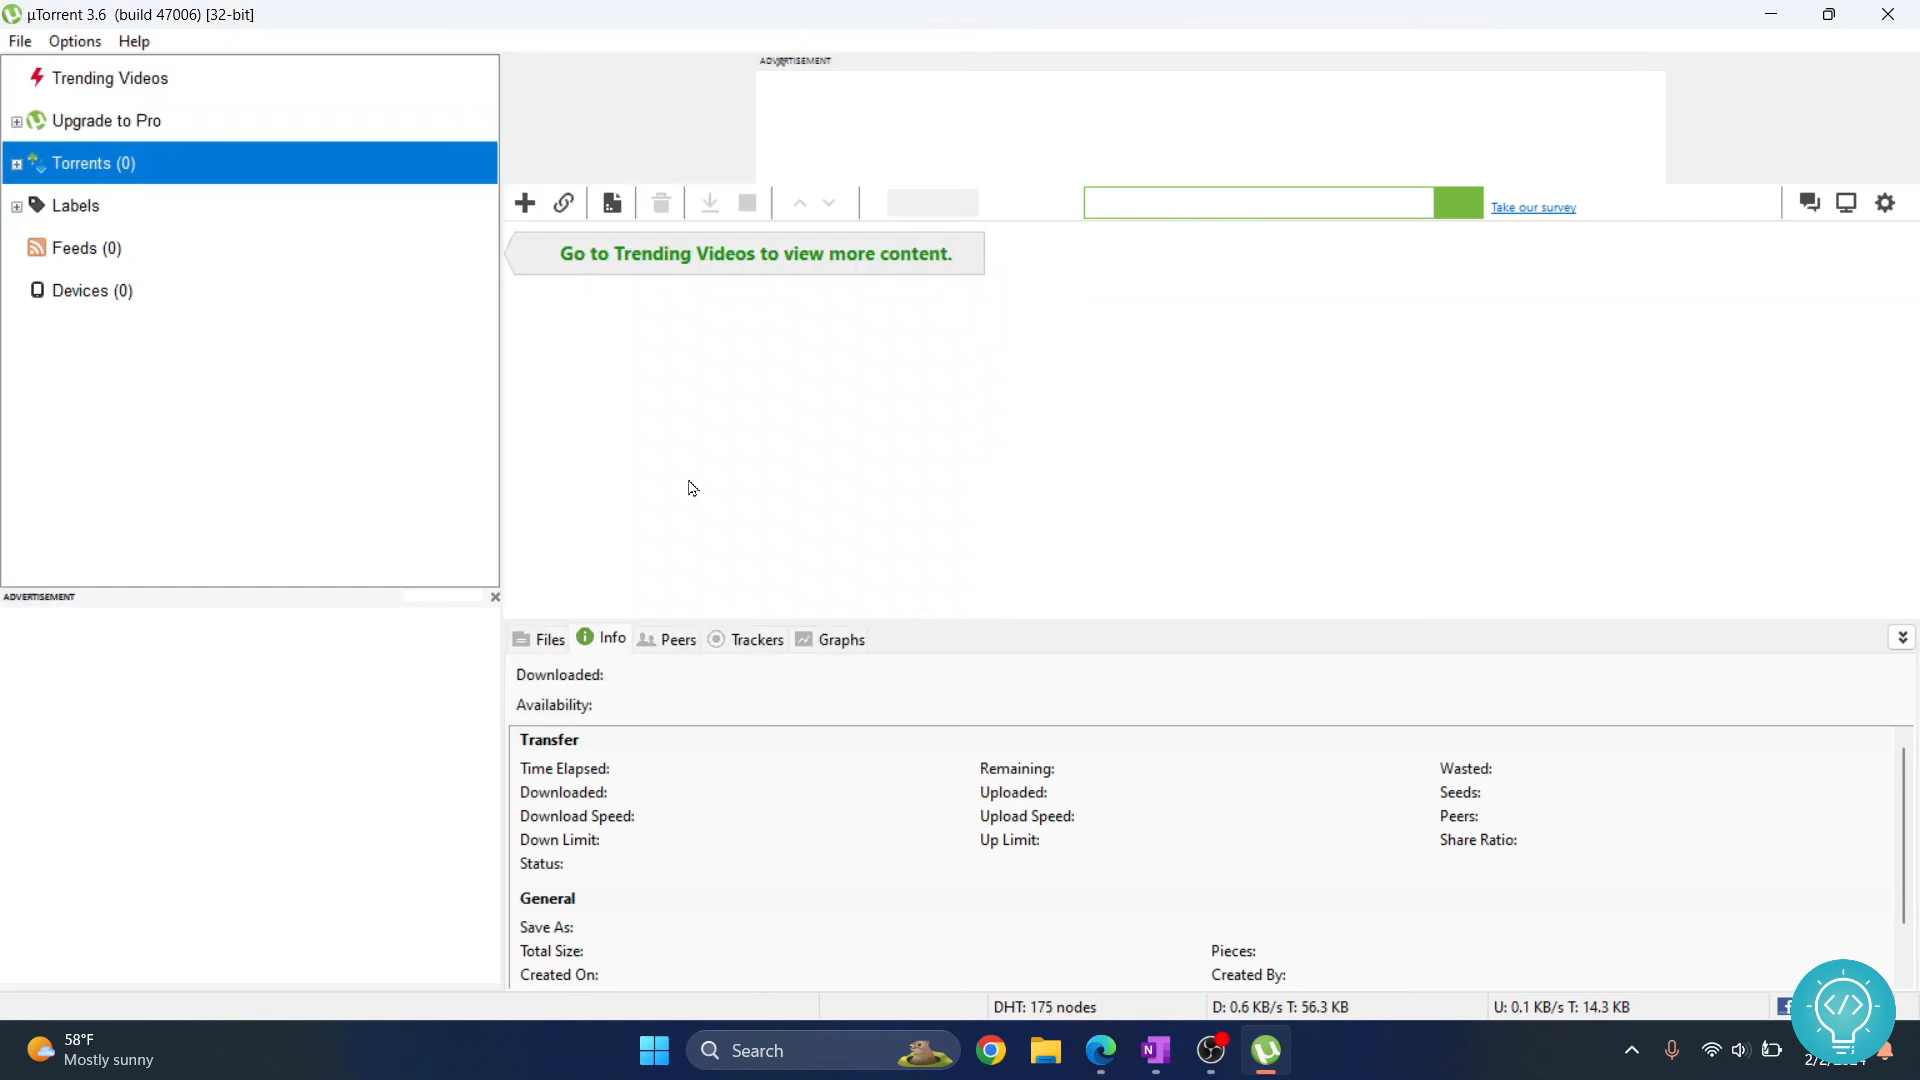 µTorrent 3.6 (build 47006) [32-bit]
File Options Help
Trending Videos
Upgrade to Pro
Torrents (0)
Labels
Feeds (0)
Devices (0)
ADVERTISEMENT
ADVERTISEMENT
Take our survey
Go to Trending Videos to view more content.
Files Info Peers Trackers Graphs
Downloaded:
Availability:
Transfer
Time Elapsed: Remaining: Wasted:
Downloaded: Uploaded: Seeds:
Download Speed: Upload Speed: Peers:
Down Limit: Up Limit: Share Ratio:
Status:
General
Save As:
Total Size: Pieces:
Created On: Created By:
DHT: 175 nodes D: 0.6 KB/s T: 56.3 KB U: 0.1 KB/s T: 14.3 KB
58°F
Mostly sunny
Search